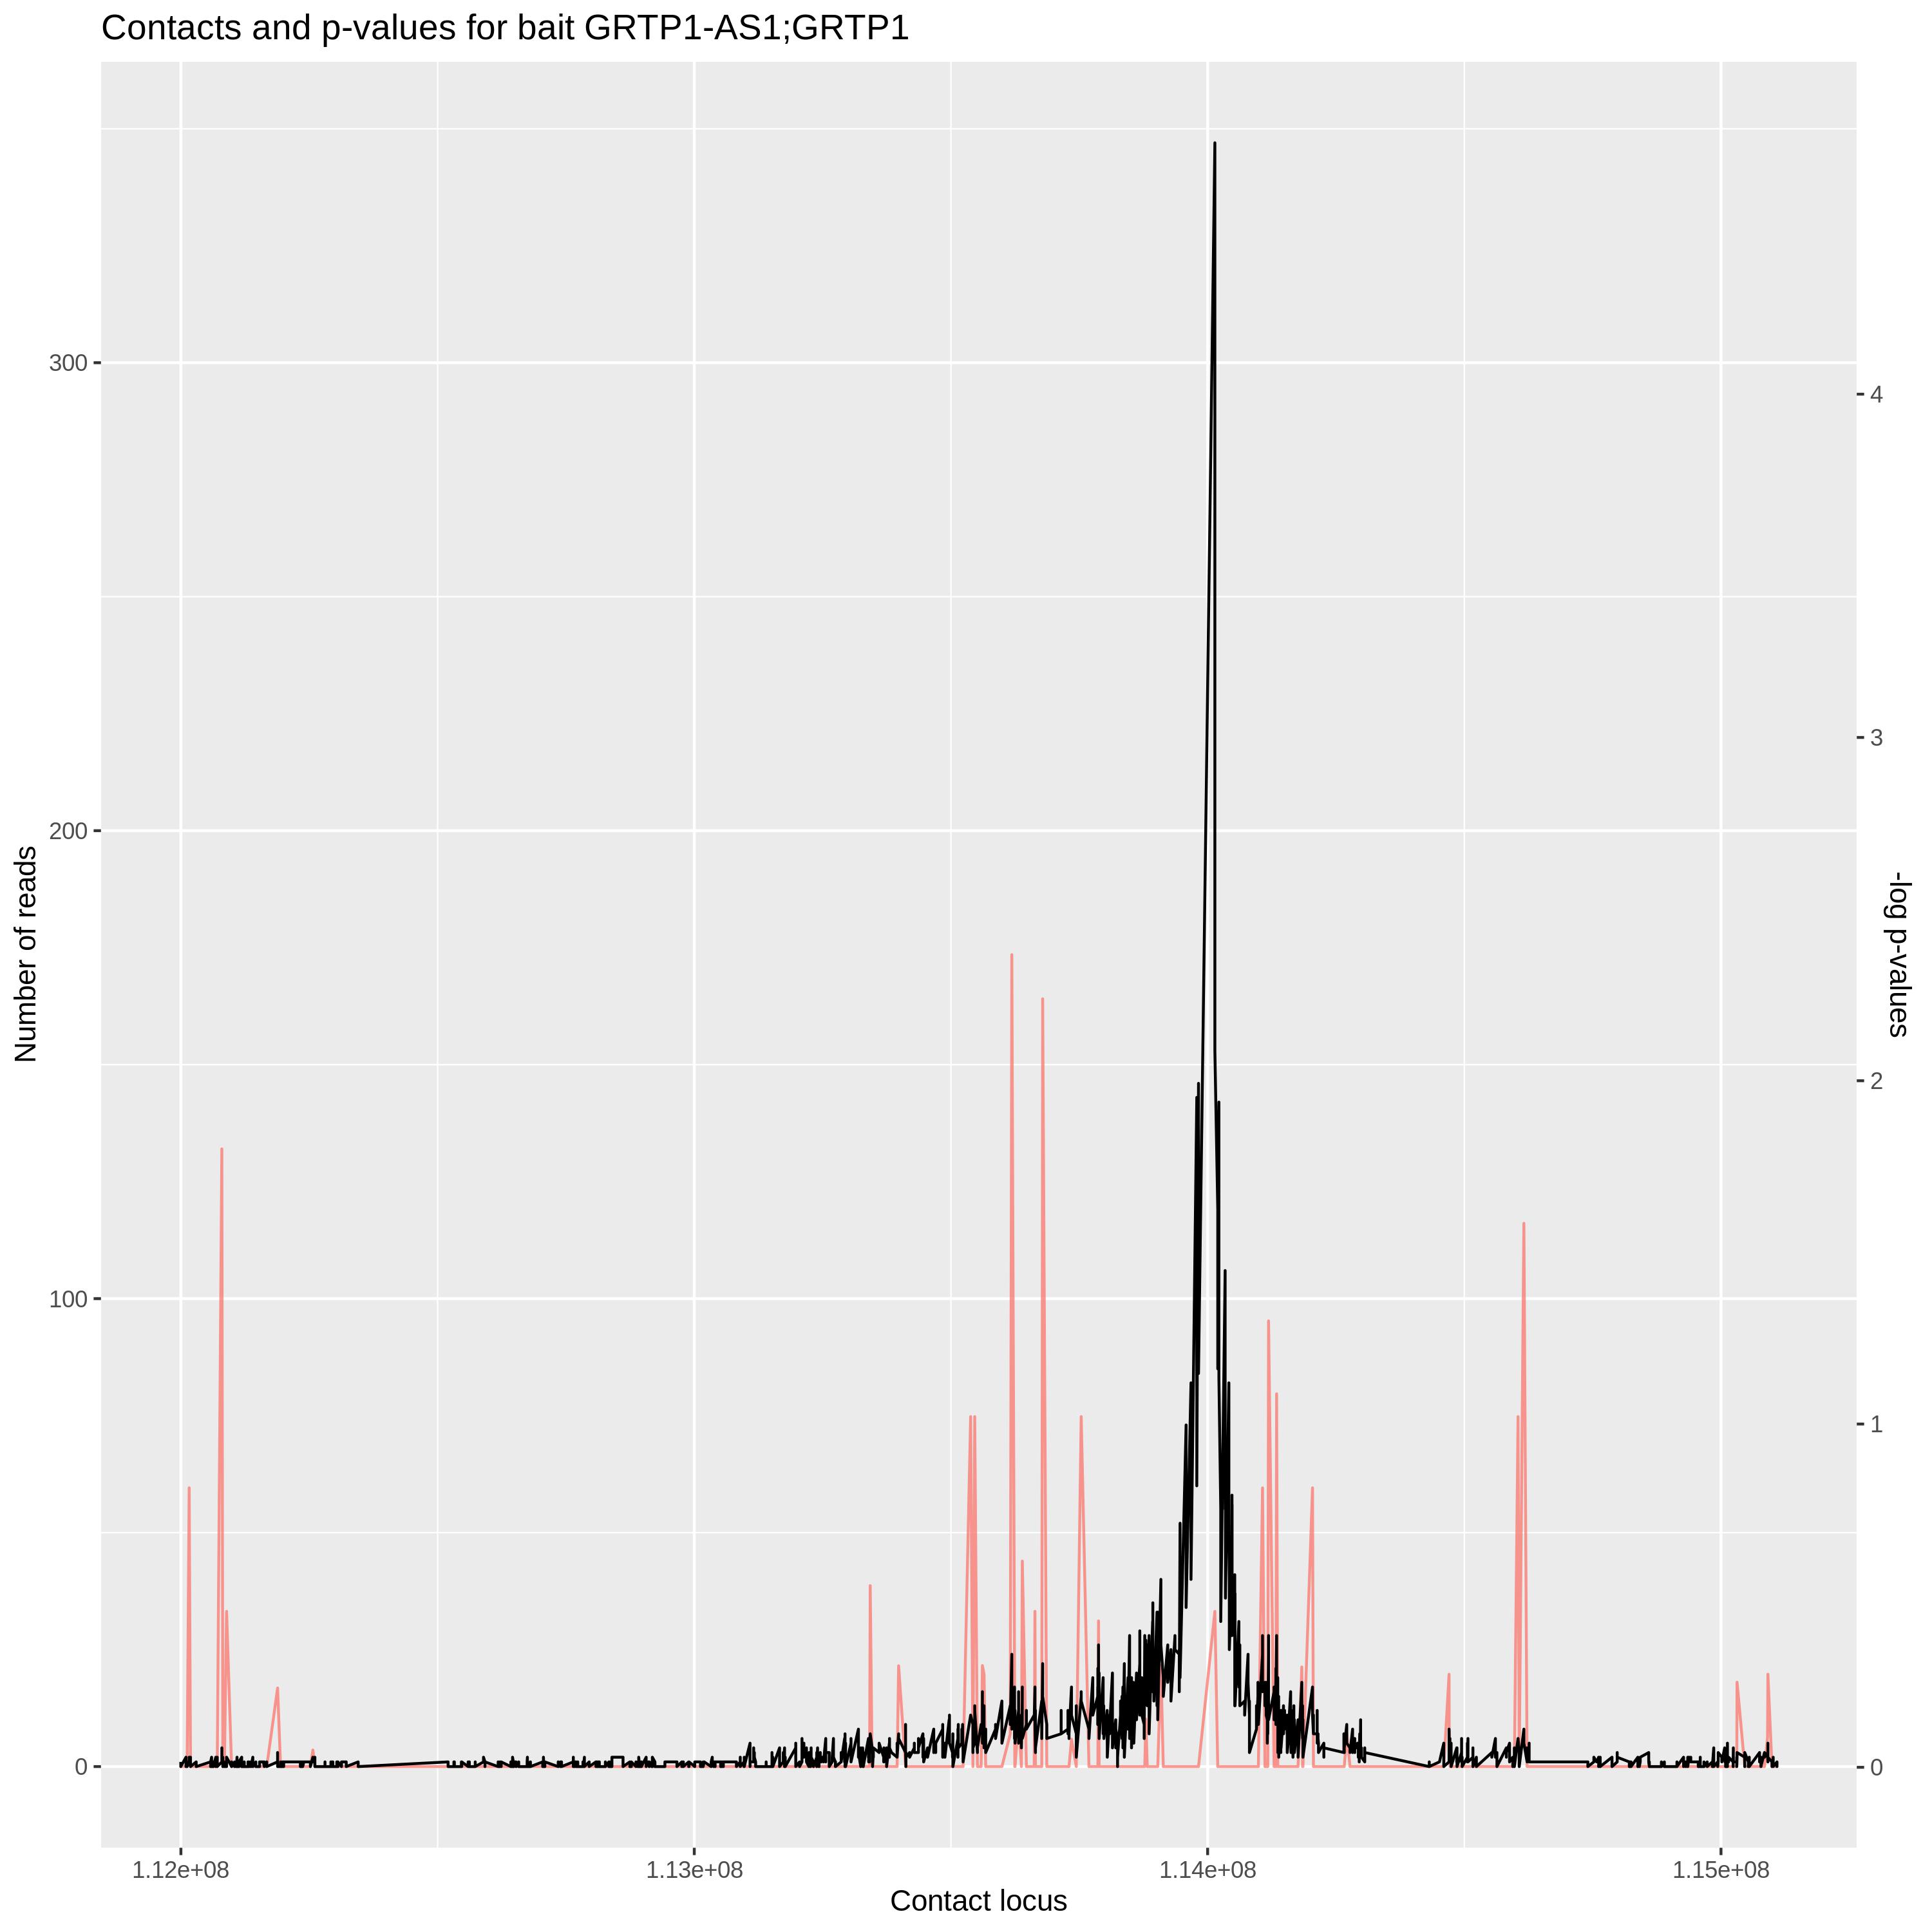 Contacts and p-values for bait GRTP1-AS1;GRTP1
300
200
100
0
Number of reads
4
3
2
1
0
-log p-values
1.12e+08
1.13e+08
1.14e+08
1.15e+08
Contact locus